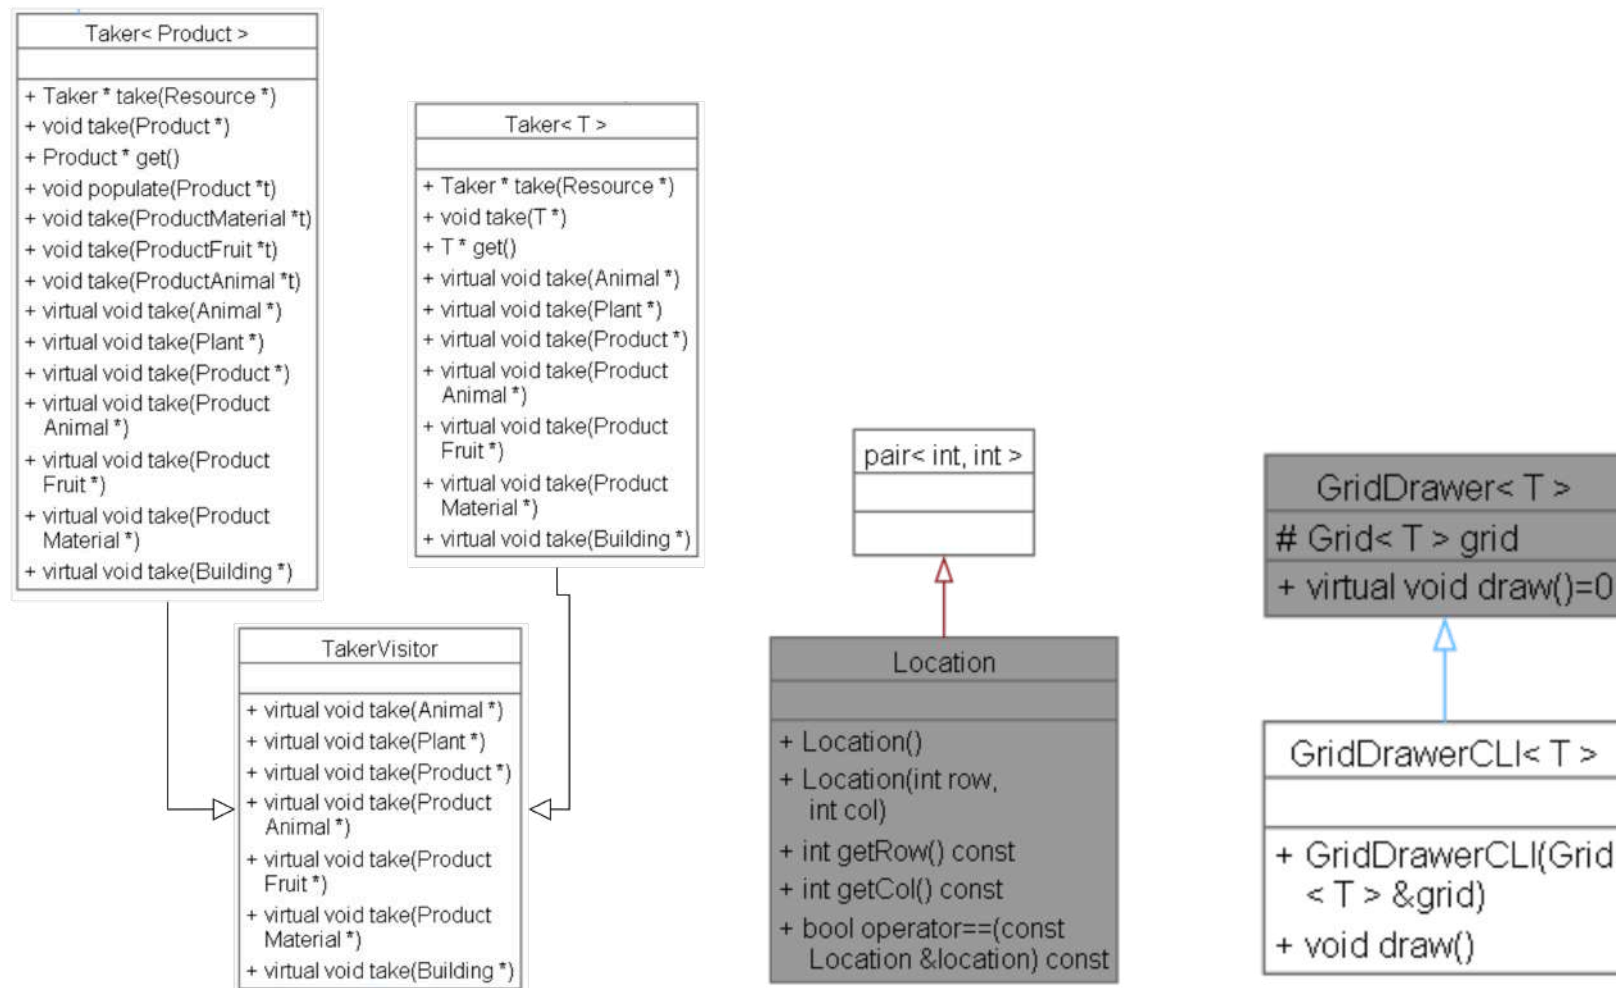 Taker< Product >
+ Taker * take(Resource *)
+ void take(Product *)
+ Product * get()
+ void populate(Product *t)
+ void take(ProductMaterial *t)
+ void take(ProductFruit *t)
+ void take(ProductAnimal *t)
+ virtual void take(Animal *)
+ virtual void take(Plant *)
+ virtual void take(Product *)
+ virtual void take(Product
Animal *)
+ virtual void take(Product
Fruit *)
+ virtual void take(Product
Material *)
+ virtual void take(Building *)
Taker< T >
+ Taker * take(Resource *)
+ void take(T *)
+ T * get()
+ virtual void take(Animal *)
+ virtual void take(Plant *)
+ virtual void take(Product *)
+ virtual void take(Product
Animal *)
+ virtual void take(Product
Fruit *)
+ virtual void take(Product
Material *)
+ virtual void take(Building *)
TakerVisitor
+ virtual void take(Animal *)
+ virtual void take(Plant *)
+ virtual void take(Product *)
+ virtual void take(Product
Animal *)
+ virtual void take(Product
Fruit *)
+ virtual void take(Product
Material *)
+ virtual void take(Building *)
pair< int, int >
Location
+ Location()
+ Location(int row,
int col)
+ int getRow() const
+ int getCol() const
+ bool operator==(const
Location &location) const
GridDrawer< T >
# Grid< T > grid
+ virtual void draw()=0
GridDrawerCLI< T >
+ GridDrawerCLI(Grid
< T > &grid)
+ void draw()